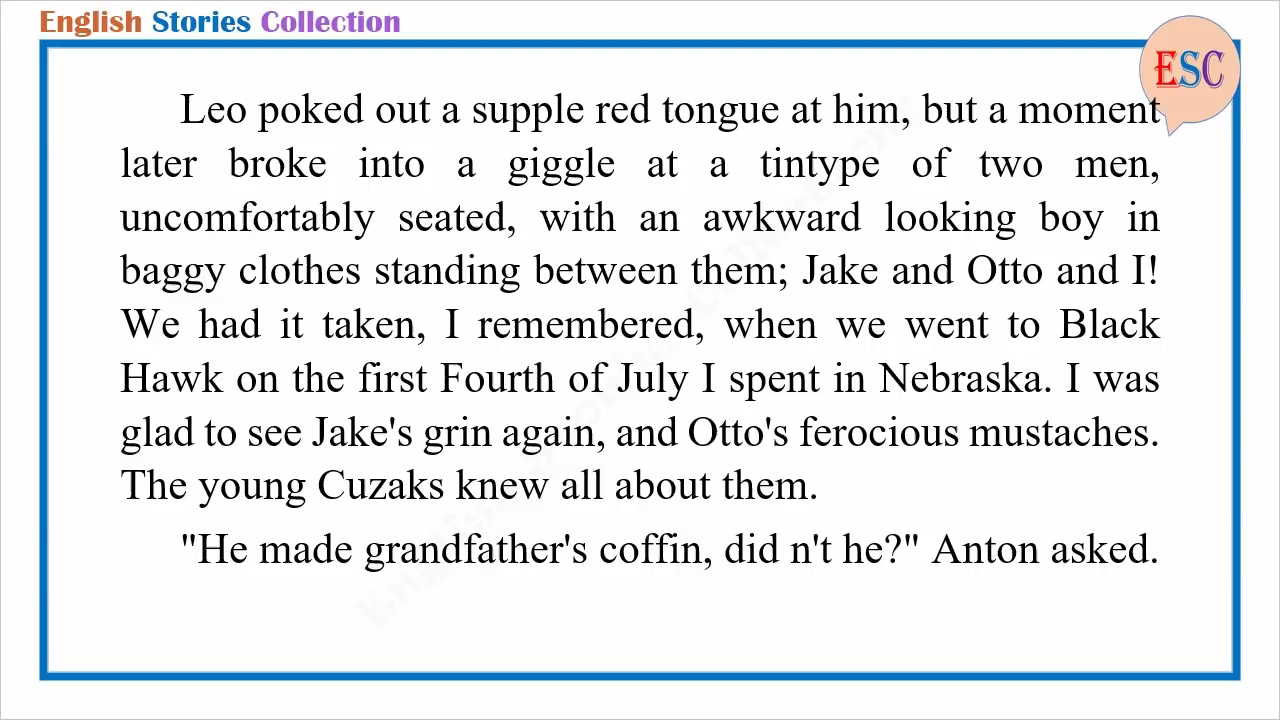 English Stories Collection
ESC
Leo poked out a supple red tongue at him, but a moment
later broke into a giggle at a tintype of two men,
uncomfortably seated, with an awkward looking boy in
baggy clothes standing between them; Jake and Otto and I!
We had it taken, I remembered, when we went to Black
Hawk on the first Fourth of July I spent in Nebraska. I was
glad to see Jake's grin again, and Otto's ferocious mustaches.
The young Cuzaks knew all about them.
"He made grandfather's coffin, did n't he?" Anton asked.